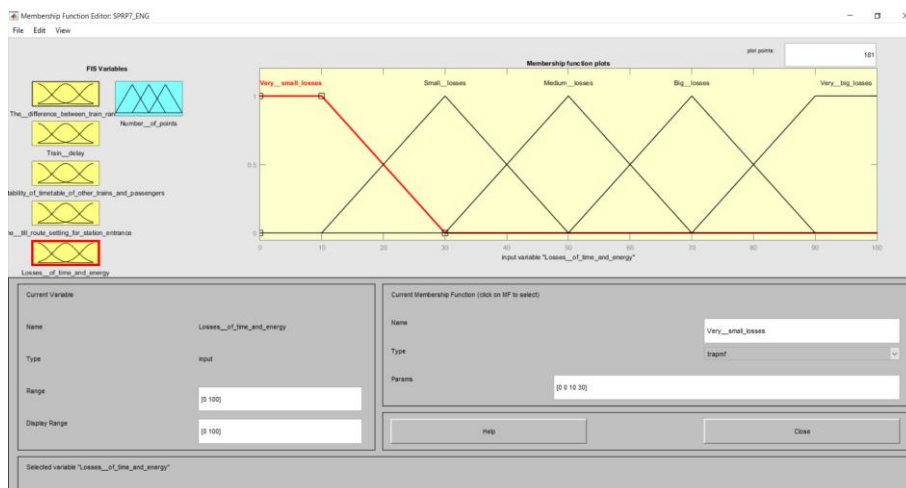 Membership Function Editor: SPRP7_ENG
File Edit View
FIS Variables
The__difference_between_train_ran
Number__of_points
Train__delay
tability_of_timetable_of_other_trains_and_passengers
e__till_route_setting_for_station_entrance
Losses__of_time_and_energy
plot points: 181
Membership function plots
Very__small_losses Small__losses Medium__losses Big__losses Very__big_losses
1
0.5
0
0 10 20 30 40 50 60 70 80 90 100
input variable "Losses__of_time_and_energy"
Current Variable
Name Losses__of_time_and_energy
Type input
Range [0 100]
Display Range [0 100]
Current Membership Function (click on MF to select)
Name Very__small_losses
Type trapmf
Params [0 0 10 30]
Help Close
Selected variable "Losses__of_time_and_energy"